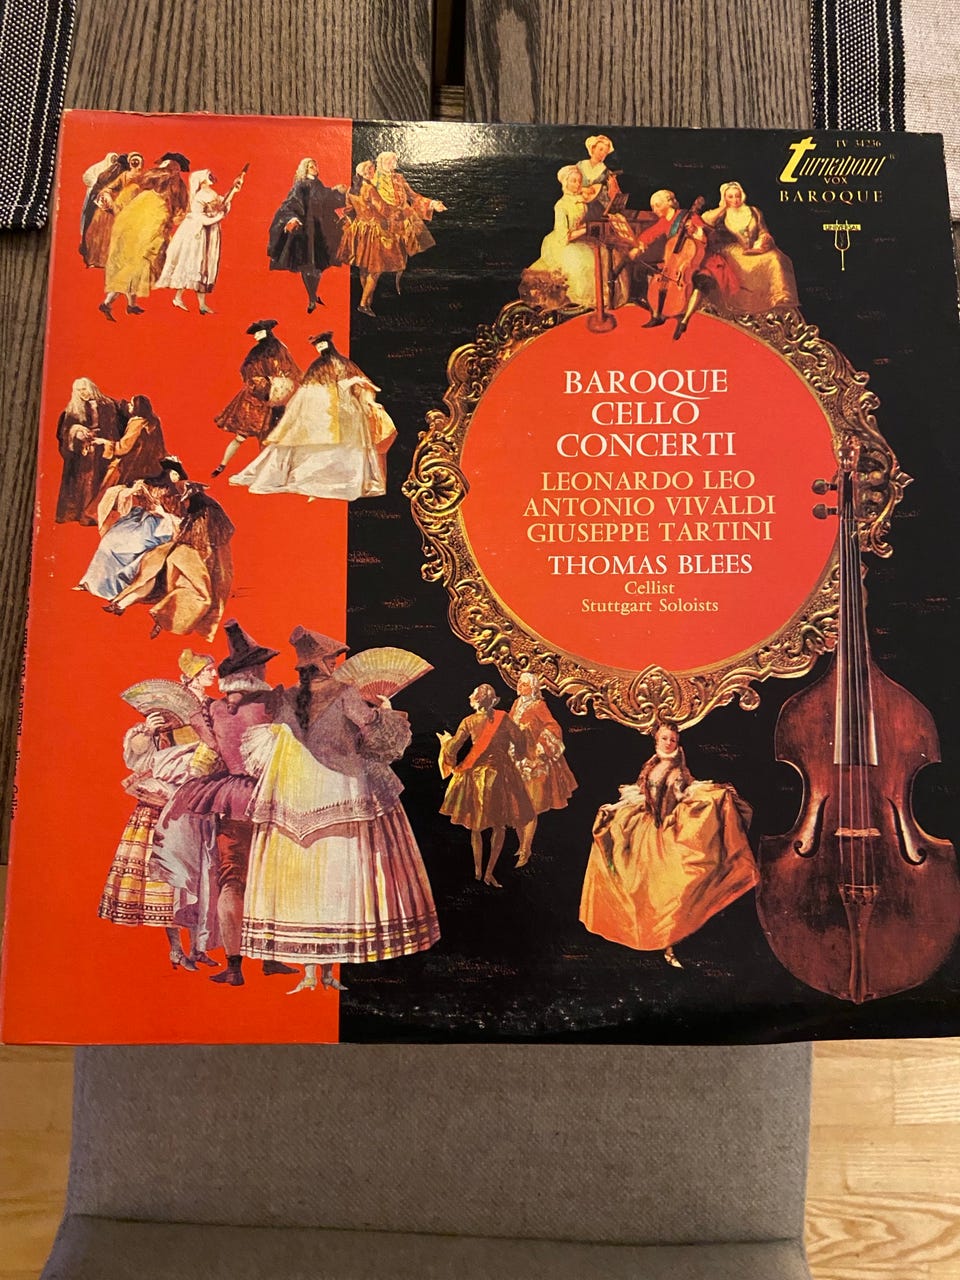 TV 34236
turnabout
VOX
BAROQUE
UNIVERSAL
BAROQUE
CELLO
CONCERTI
LEONARDO LEO
ANTONIO VIVALDI
GIUSEPPE TARTINI
THOMAS BLEES
Cellist
Stuttgart Soloists